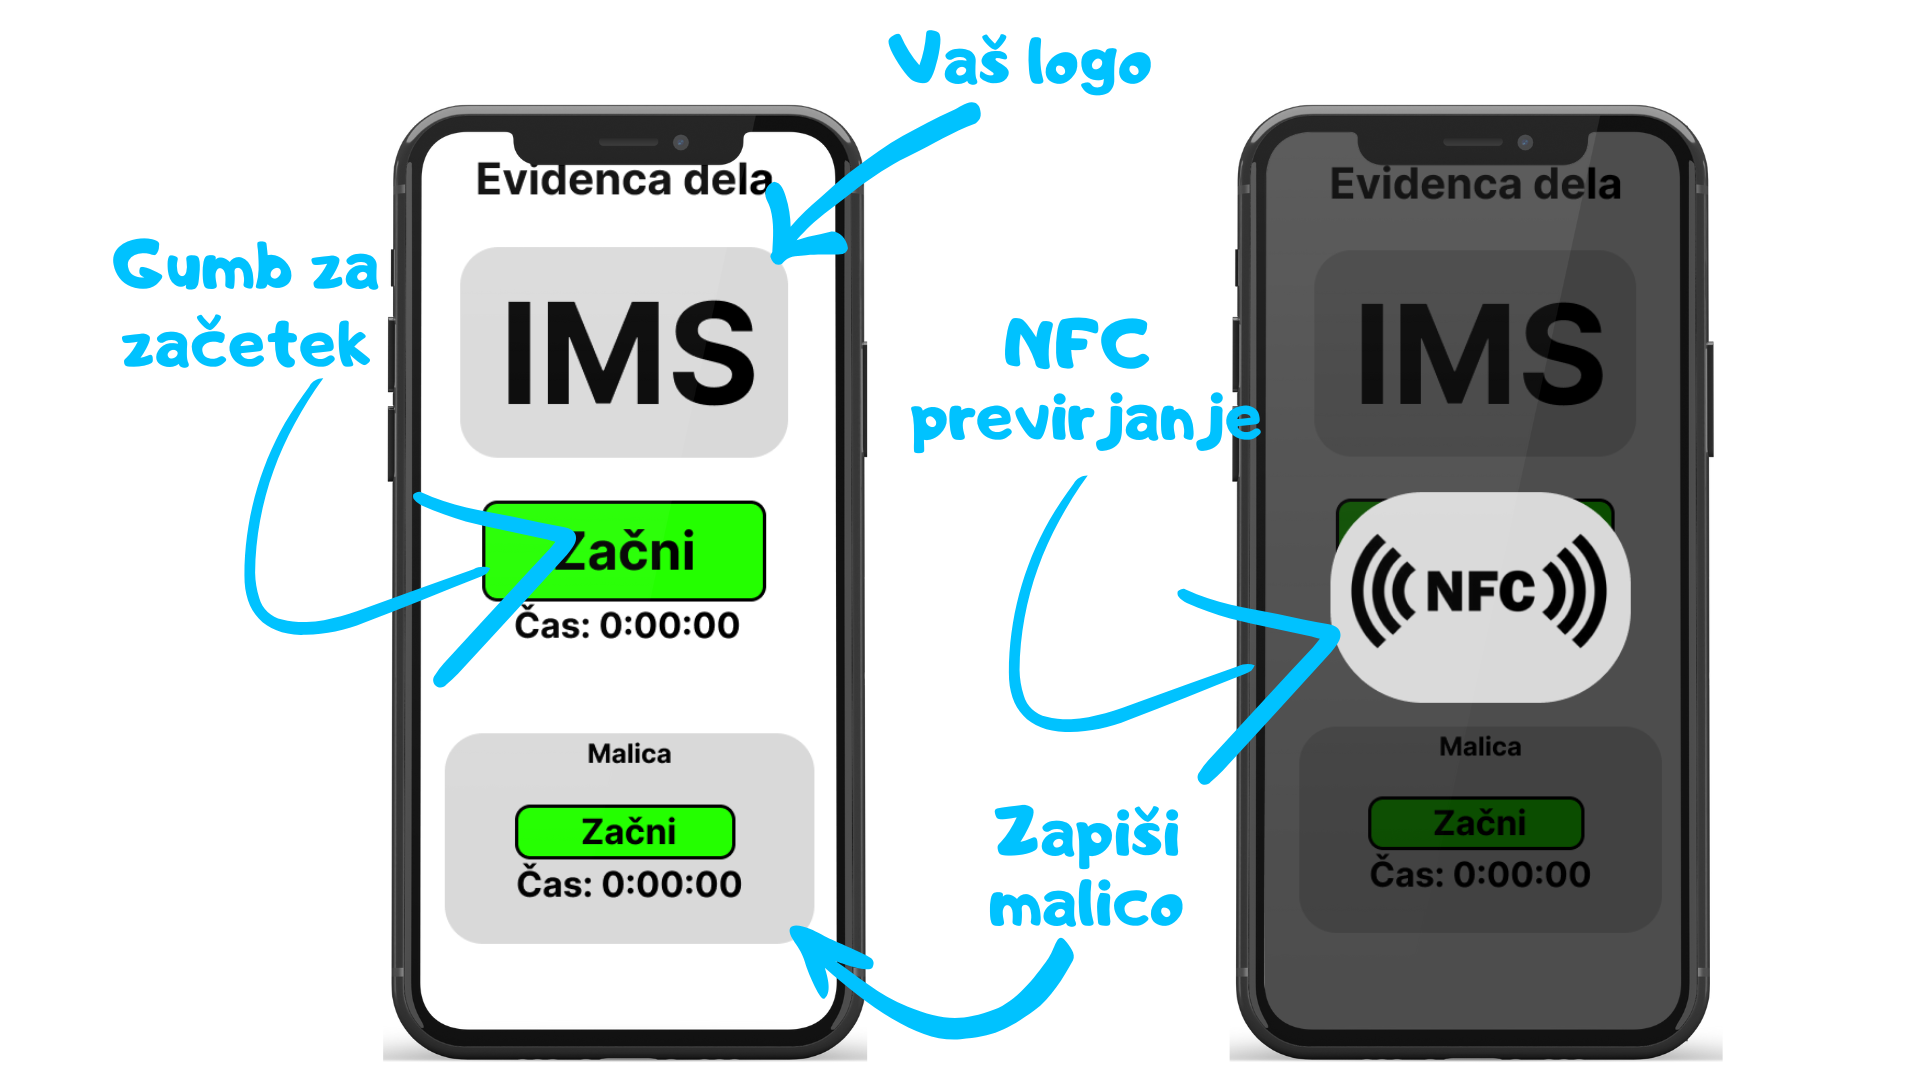 Vaš logo
Evidenca dela
IMS
Gumb za
začetek
Začni
Čas: 0:00:00
Malica
Začni
Čas: 0:00:00
Zapiši
malico
NFC
previrjanje
Evidenca dela
IMS
NFC
Malica
Začni
Čas: 0:00:00